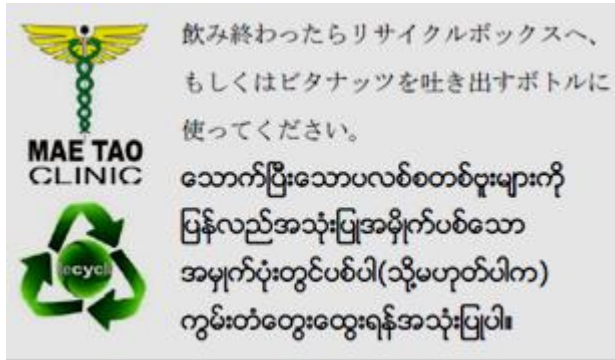 飲み終わったらリサイクルボックスへ、
もしくはビタナッツを吐き出すボトルに
使ってください。
MAE TAO
CLINIC
သောက်ပြီးသောပလစ်စတစ်ဗူးများကို
ပြန်လည်အသုံးပြုအမှိုက်ပစ်သော
အမှုက်ပုံးတွင်ပစ်ပါ(သို့မဟုတ်ပါက)
ကွမ်းတံတွေးထွေးရန်အသုံးပြုပါ။
recycle